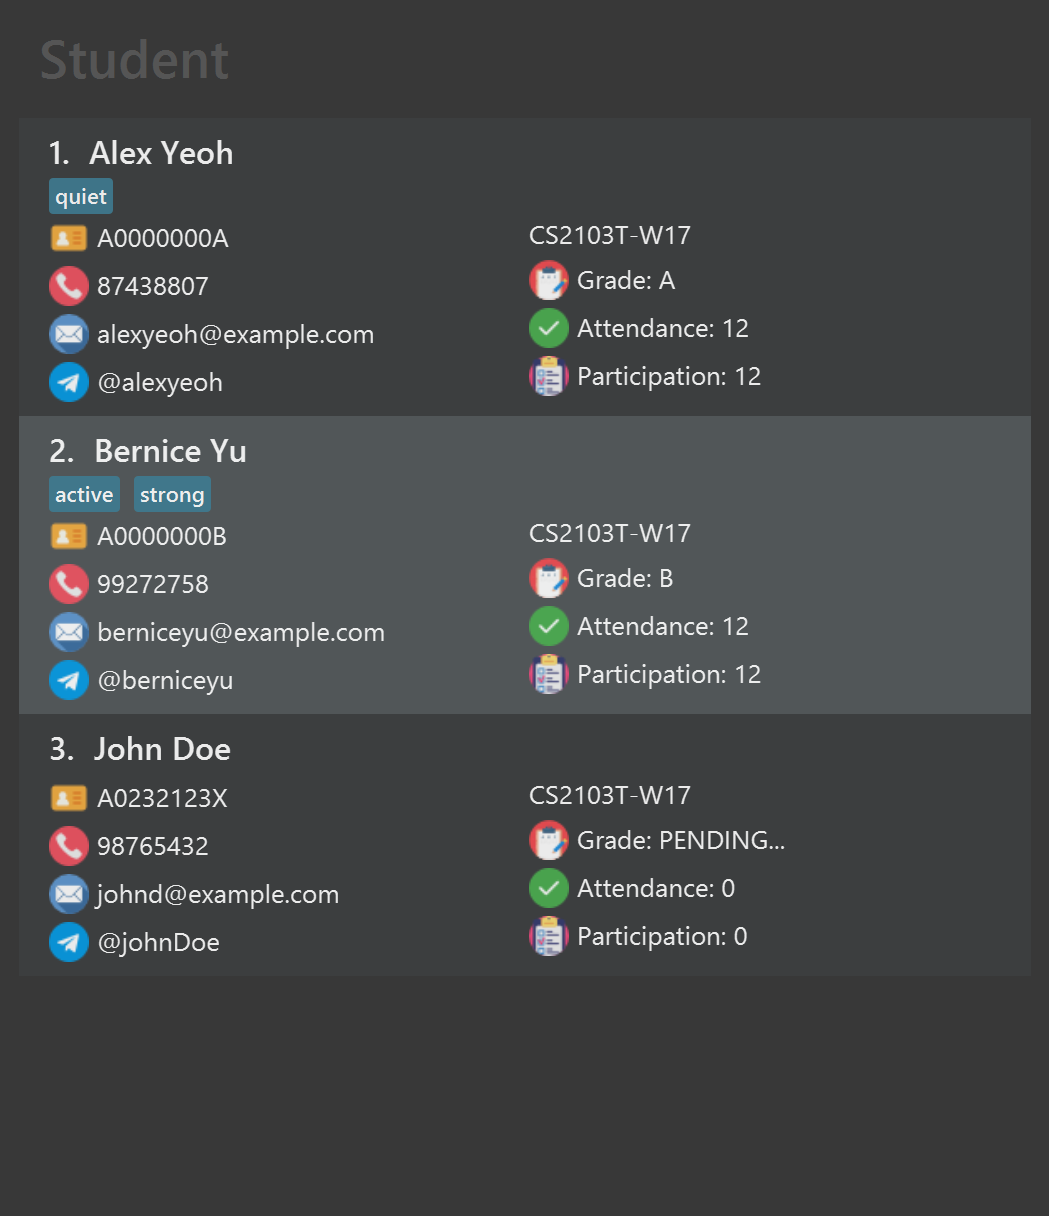 Student
1. Alex Yeoh
quiet
A0000000A
87438807
alexyeoh@example.com
@alexyeoh
CS2103T-W17
Grade: A
Attendance: 12
Participation: 12
2. Bernice Yu
active strong
A0000000B
99272758
berniceyu@example.com
@berniceyu
CS2103T-W17
Grade: B
Attendance: 12
Participation: 12
3. John Doe
A0232123X
98765432
johnd@example.com
@johnDoe
CS2103T-W17
Grade: PENDING...
Attendance: 0
Participation: 0